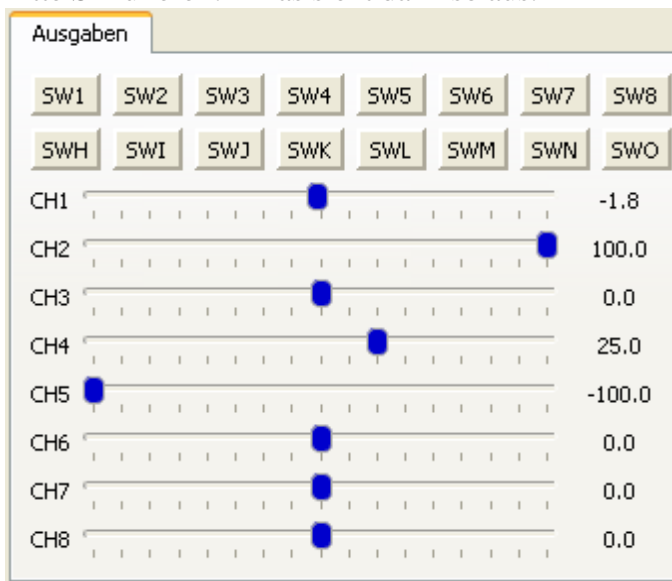 Ausgaben
SW1 SW2 SW3 SW4 SW5 SW6 SW7 SW8
SWH SWI SWJ SWK SWL SWM SWN SWO
CH1 -1.8
CH2 100.0
CH3 0.0
CH4 25.0
CH5 -100.0
CH6 0.0
CH7 0.0
CH8 0.0